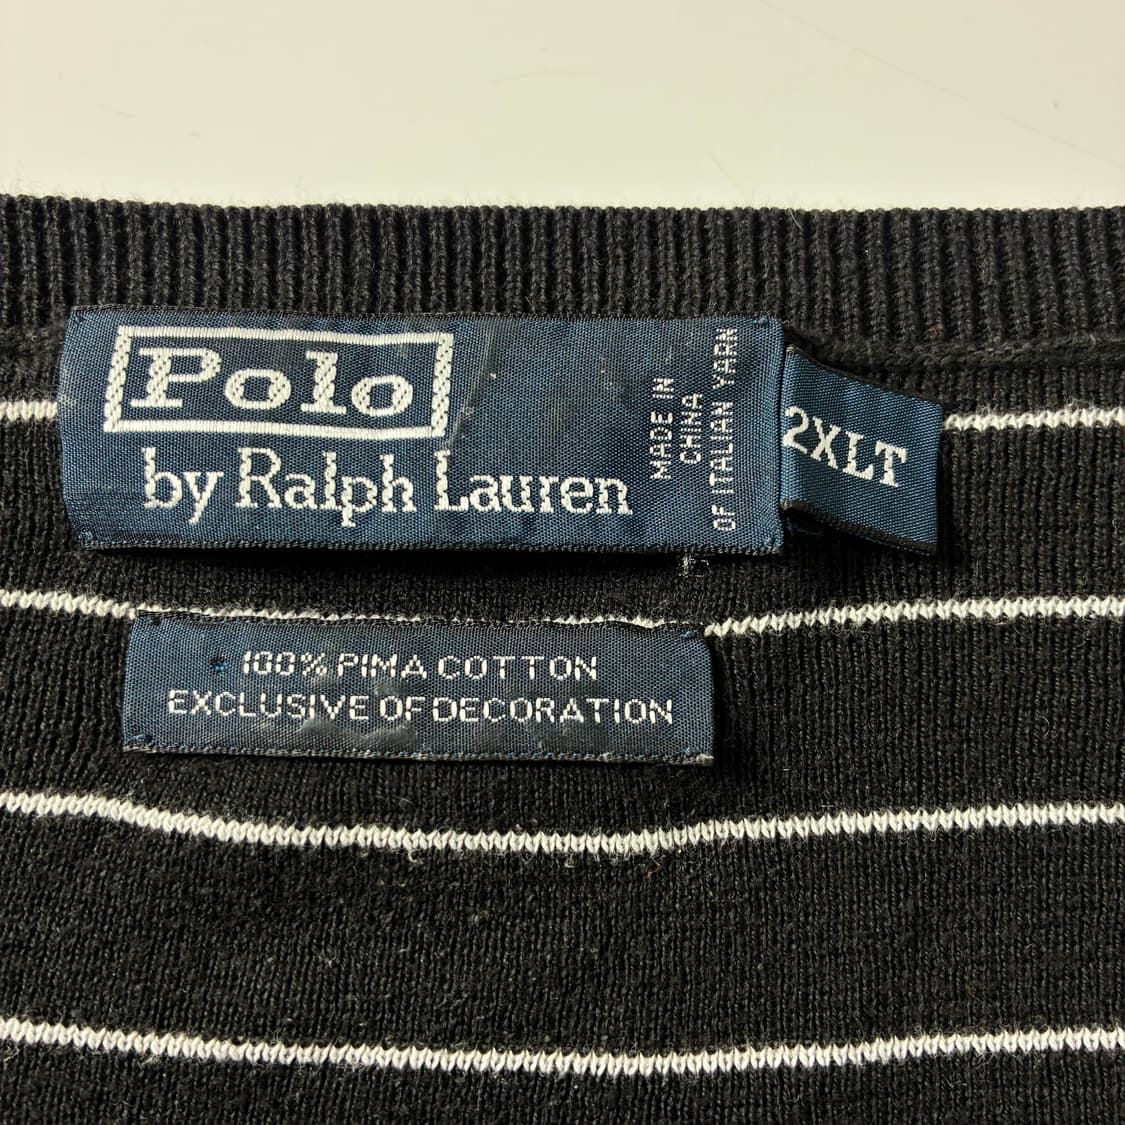 Polo
by Ralph Lauren
MADE IN
CHINA
OF ITALIAN YARN
2XLT
100% PIMA COTTON
EXCLUSIVE OF DECORATION